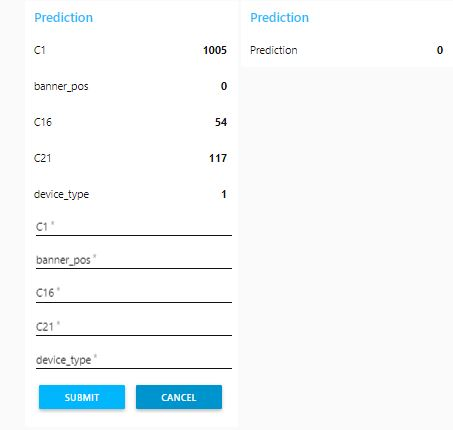 Prediction
C1 1005
banner_pos 0
C16 54
C21 117
device_type 1
C1 *
banner_pos *
C16 *
C21 *
device_type *
SUBMIT CANCEL
Prediction
Prediction 0